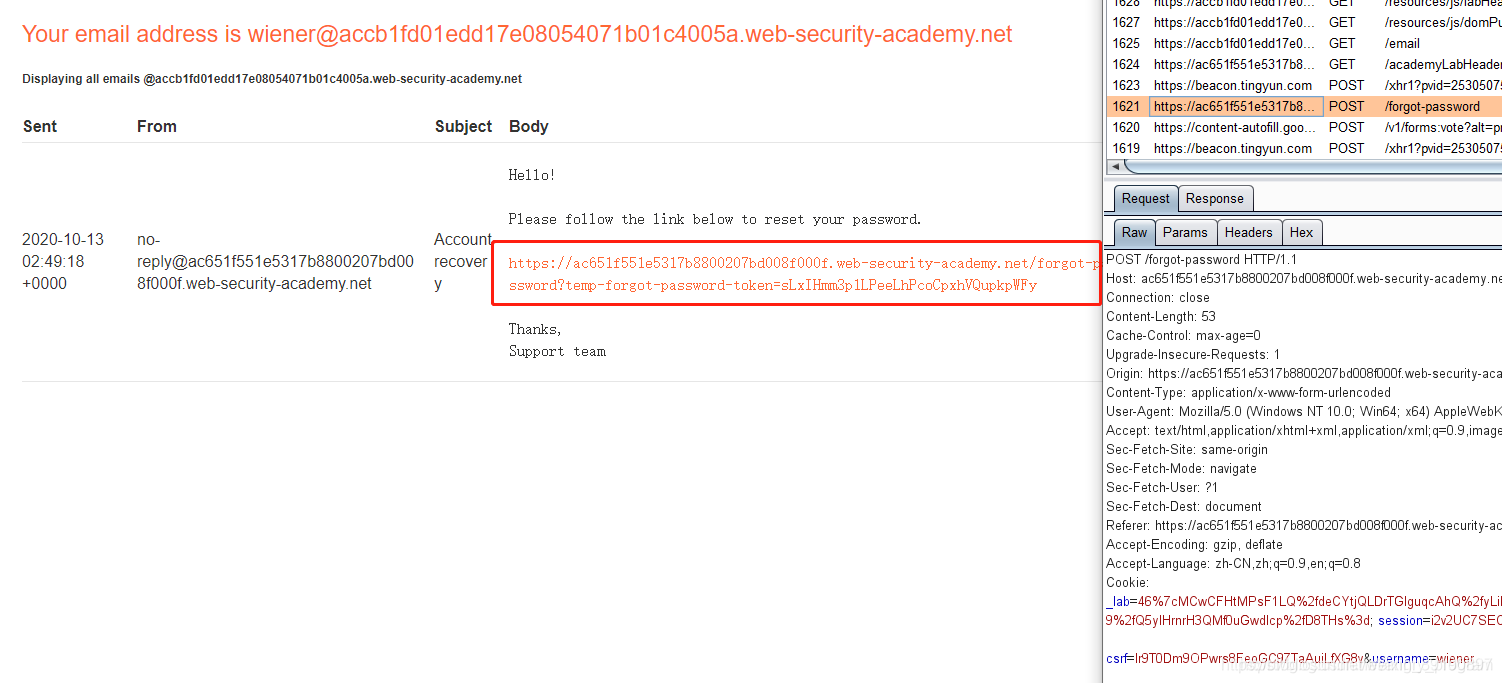 Your email address is wiener@accb1fd01edd17e08054071b01c4005a.web-security-academy.net
Displaying all emails @accb1fd01edd17e08054071b01c4005a.web-security-academy.net
Sent From Subject Body
Hello!
Please follow the link below to reset your password.
2020-10-13
02:49:18
+0000
no-
reply@ac651f551e5317b8800207bd00
8f000f.web-security-academy.net
Account
recover
y
https://ac651f551e5317b8800207bd008f000f.web-security-academy.net/forgot-p
ssword?temp-forgot-password-token=sLxIHmm3plLPeeLhPcoCpxhVQupkpWFy
Thanks,
Support team
1628 https://accb1fd01edd17e0... GET /resources/js/labHea
1627 https://accb1fd01edd17e0... GET /resources/js/domPu
1625 https://accb1fd01edd17e0... GET /email
1624 https://ac651f551e5317b8... GET /academyLabHeader
1623 https://beacon.tingyun.com POST /xhr1?pvid=2530507
1621 https://ac651f551e5317b8... POST /forgot-password
1620 https://content-autofill.goo... POST /v1/forms:vote?alt=pr
1619 https://beacon.tingyun.com POST /xhr1?pvid=2530507
Request Response
Raw Params Headers Hex
POST /forgot-password HTTP/1.1
Host: ac651f551e5317b8800207bd008f000f.web-security-academy.ne
Connection: close
Content-Length: 53
Cache-Control: max-age=0
Upgrade-Insecure-Requests: 1
Origin: https://ac651f551e5317b8800207bd008f000f.web-security-aca
Content-Type: application/x-www-form-urlencoded
User-Agent: Mozilla/5.0 (Windows NT 10.0; Win64; x64) AppleWebK
Accept: text/html,application/xhtml+xml,application/xml;q=0.9,image
Sec-Fetch-Site: same-origin
Sec-Fetch-Mode: navigate
Sec-Fetch-User: ?1
Sec-Fetch-Dest: document
Referer: https://ac651f551e5317b8800207bd008f000f.web-security-ac
Accept-Encoding: gzip, deflate
Accept-Language: zh-CN,zh;q=0.9,en;q=0.8
Cookie:
_lab=46%7cMCwCFHtMPsF1LQ%2fdeCYtjQLDrTGlguqcAhQ%2fyLi
9%2fQ5ylHrnrH3QMf0uGwdlcp%2fD8THs%3d; session=i2v2UC7SEC
csrf=lr9T0Dm9OPwrs8FeoGC97TaAuiLfXG8v&username=wiener